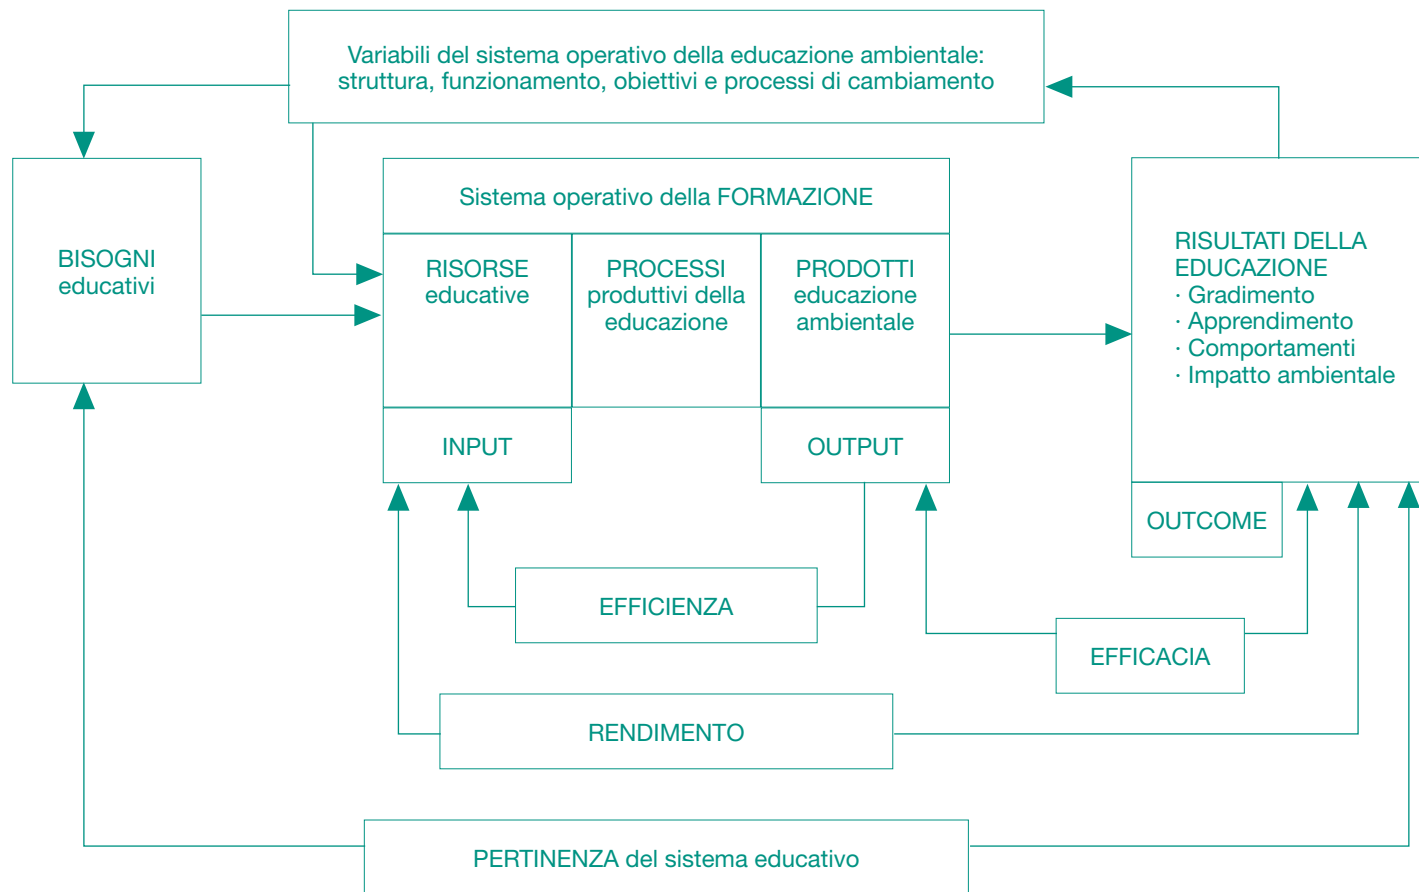 Variabili del sistema operativo della educazione ambientale:
struttura, funzionamento, obiettivi e processi di cambiamento
BISOGNI
educativi
Sistema operativo della FORMAZIONE
RISORSE
educative
PROCESSI
produttivi della
educazione
PRODOTTI
educazione
ambientale
INPUT
OUTPUT
RISULTATI DELLA
EDUCAZIONE
· Gradimento
· Apprendimento
· Comportamenti
· Impatto ambientale
OUTCOME
EFFICIENZA
EFFICACIA
RENDIMENTO
PERTINENZA del sistema educativo